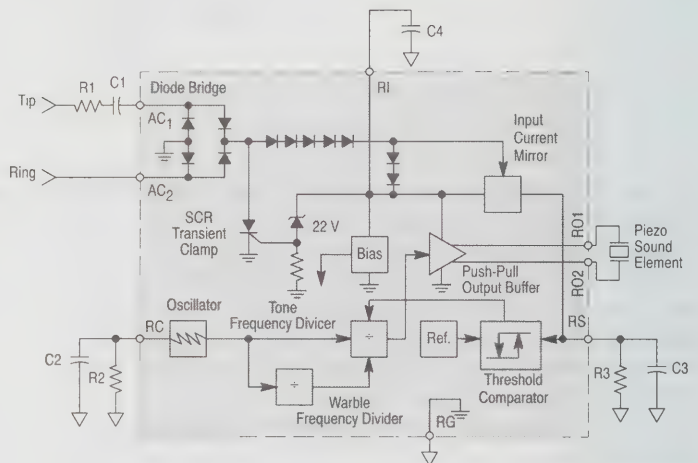 C4
R1
C1
Diode Bridge
RI
Tip
AC1
Input
Current
Mirror
Ring
AC2
SCR
Transient
Clamp
22 V
Bias
RO1
Piezo
Sound
Element
RO2
Push-Pull
Output Buffer
Oscillator
Tone
Frequency Divicer
RC
÷
Ref.
RS
C2
R2
÷
Warble
Frequency Divider
Threshold
Comparator
R3
C3
RG